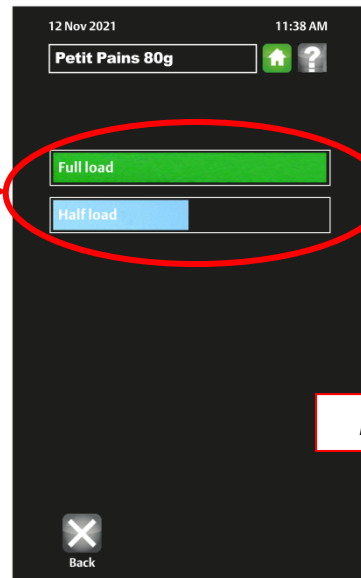 12 Nov 2021 11:38 AM
Petit Pains 80g ?
Full load
Half load
Back